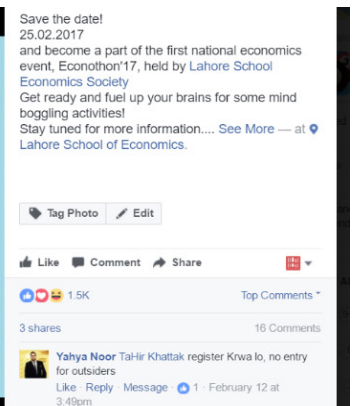 Save the date!
25.02.2017
and become a part of the first national economics
event, Econothon'17, held by Lahore School
Economics Society
Get ready and fuel up your brains for some mind
boggling activities!
Stay tuned for more information.... See More — at
Lahore School of Economics.
Tag Photo Edit
Like Comment Share
1.5K Top Comments
3 shares 16 Comments
Yahya Noor TaHir Khattak register Krwa lo, no entry
for outsiders
Like · Reply · Message · 1 · February 12 at
3:49pm